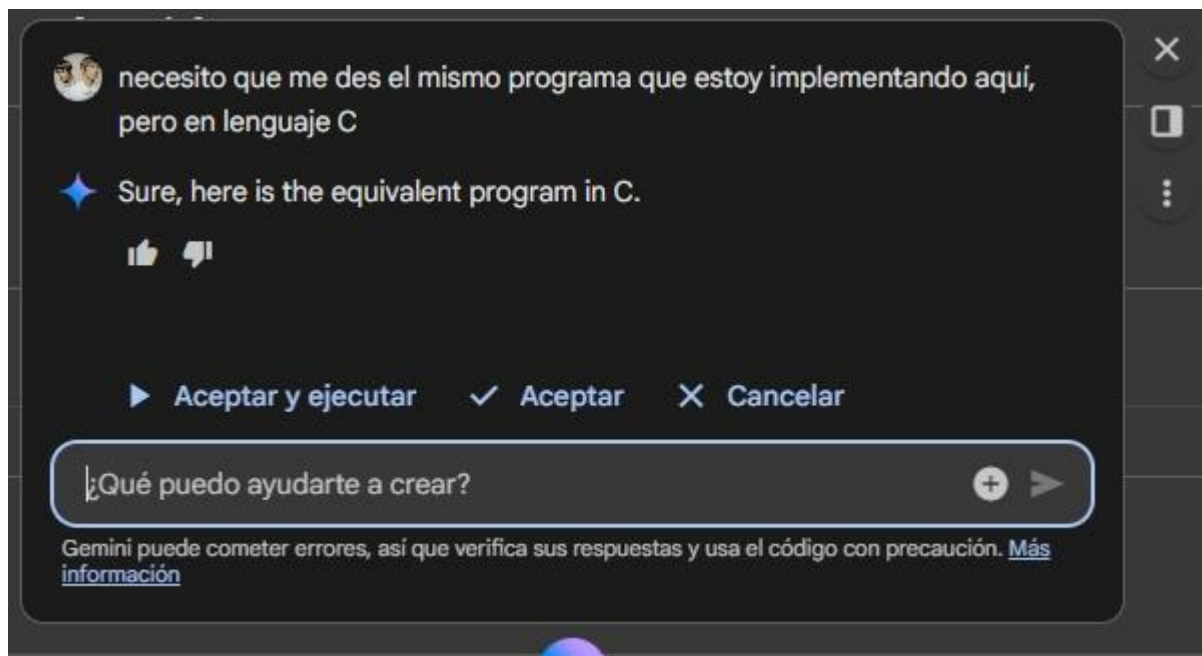 necesito que me des el mismo programa que estoy implementando aquí,
pero en lenguaje C
Sure, here is the equivalent program in C.
Aceptar y ejecutar Aceptar Cancelar
¿Qué puedo ayudarte a crear?
Gemini puede cometer errores, así que verifica sus respuestas y usa el código con precaución. Más
información